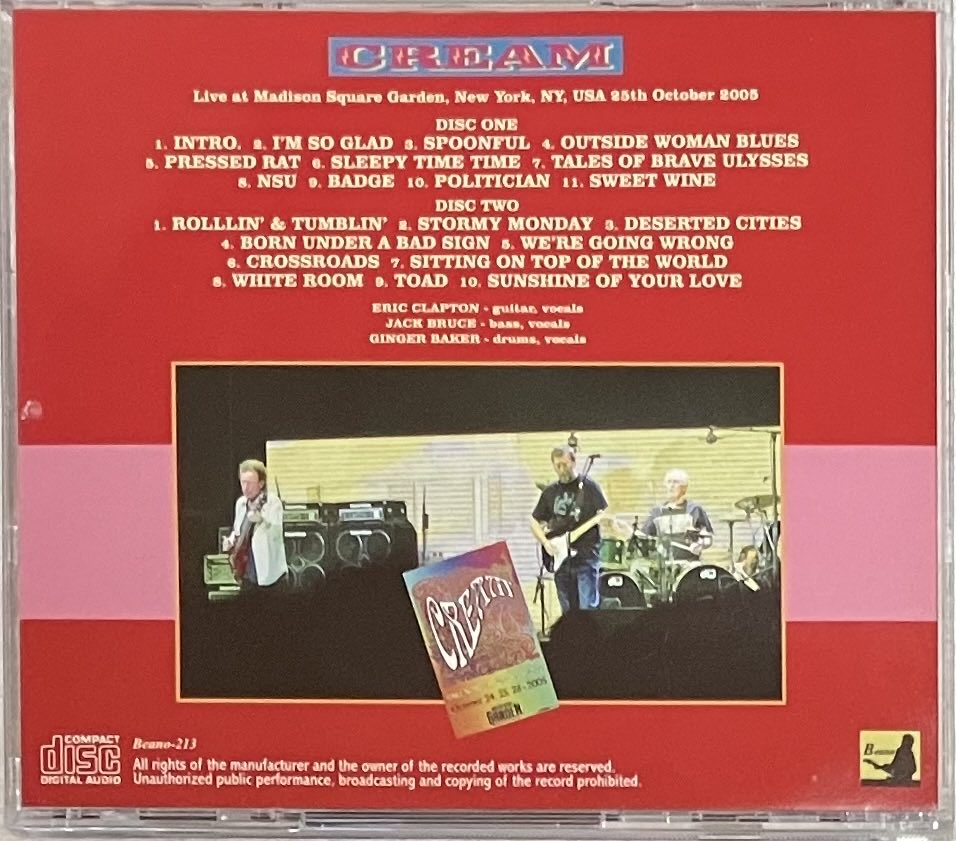 CREAM
Live at Madison Square Garden, New York, NY, USA 25th October 2005
DISC ONE
1. INTRO. 2. I'M SO GLAD 3. SPOONFUL 4. OUTSIDE WOMAN BLUES
5. PRESSED RAT 6. SLEEPY TIME TIME 7. TALES OF BRAVE ULYSSES
8. NSU 9. BADGE 10. POLITICIAN 11. SWEET WINE
DISC TWO
1. ROLLLIN' & TUMBLIN' 2. STORMY MONDAY 3. DESERTED CITIES
4. BORN UNDER A BAD SIGN 5. WE'RE GOING WRONG
6. CROSSROADS 7. SITTING ON TOP OF THE WORLD
8. WHITE ROOM 9. TOAD 10. SUNSHINE OF YOUR LOVE
ERIC CLAPTON - guitar, vocals
JACK BRUCE - bass, vocals
GINGER BAKER - drums, vocals
CREAM
GARDEN
COMPACT
disc
DIGITAL AUDIO
Beano-213
All rights of the manufacturer and the owner of the recorded works are reserved.
Unauthorized public performance, broadcasting and copying of the record prohibited.
Beano